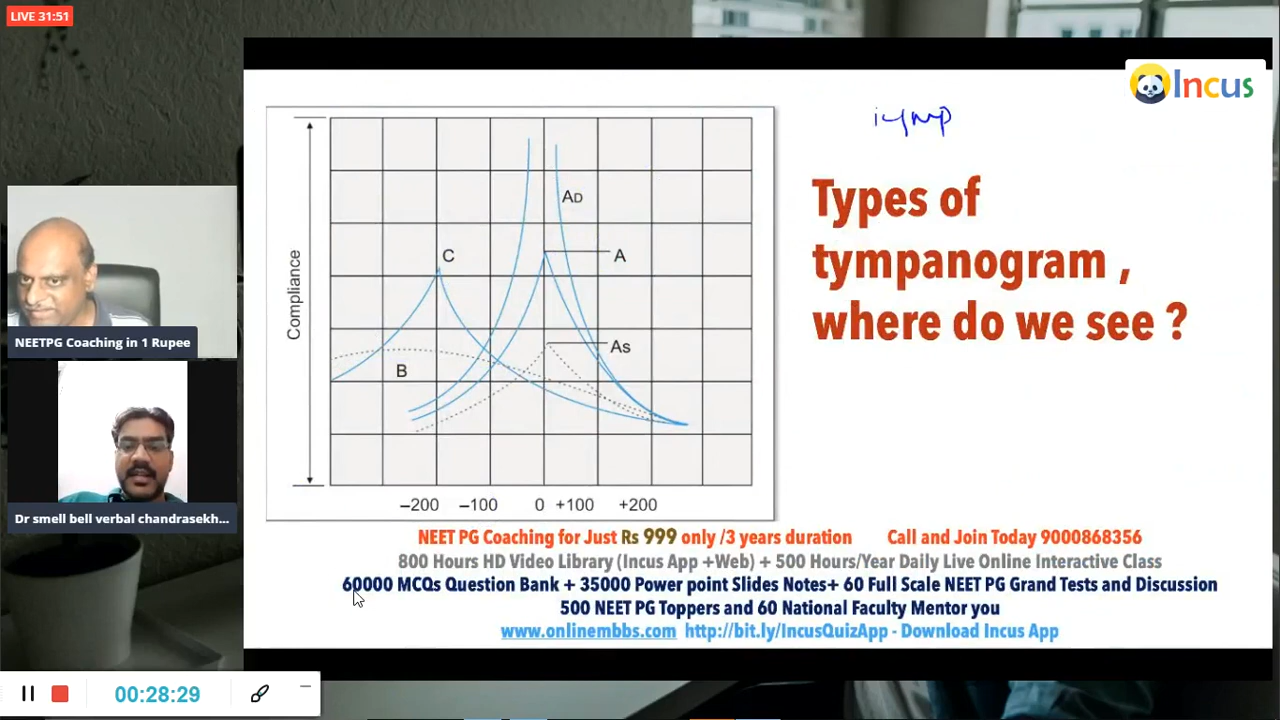 LIVE 31:51
Incus
Types of
tympanogram ,
where do we see ?
Compliance
AD
C
A
As
B
−200 −100 0 +100 +200
NEETPG Coaching in 1 Rupee
Dr smell bell verbal chandrasekh...
NEET PG Coaching for Just Rs 999 only /3 years duration Call and Join Today 9000868356
800 Hours HD Video Library (Incus App +Web) + 500 Hours/Year Daily Live Online Interactive Class
60000 MCQs Question Bank + 35000 Power point Slides Notes+ 60 Full Scale NEET PG Grand Tests and Discussion
500 NEET PG Toppers and 60 National Faculty Mentor you
www.onlinembbs.com http://bit.ly/IncusQuizApp - Download Incus App
00:28:29